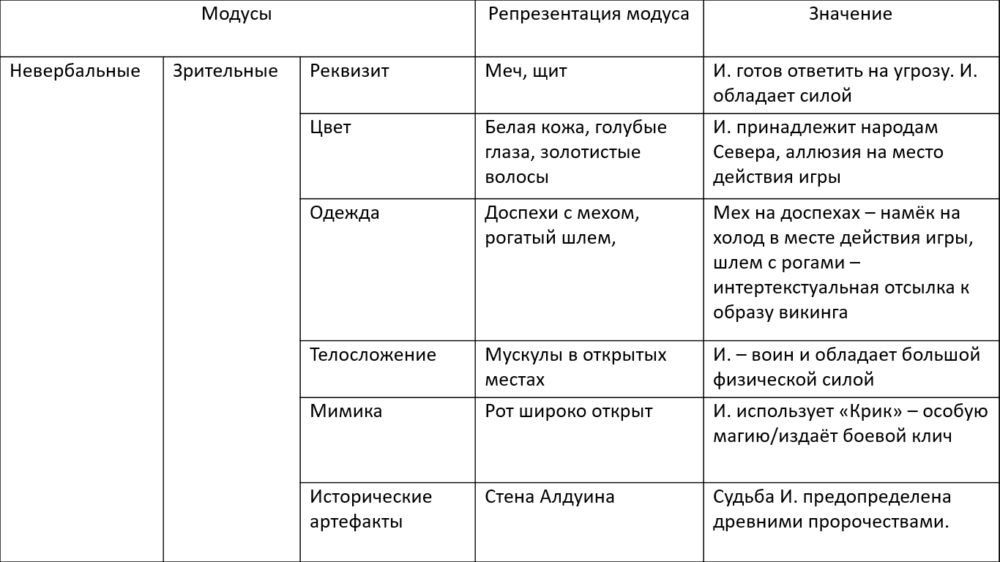 Модусы
Репрезентация модуса
Значение
Невербальные
Зрительные
Реквизит
Меч, щит
И. готов ответить на угрозу. И.
обладает силой
Цвет
Белая кожа, голубые
глаза, золотистые
волосы
И. принадлежит народам
Севера, аллюзия на место
действия игры
Одежда
Доспехи с мехом,
рогатый шлем,
Мех на доспехах – намёк на
холод в месте действия игры,
шлем с рогами –
интертекстуальная отсылка к
образу викинга
Телосложение
Мускулы в открытых
местах
И. – воин и обладает большой
физической силой
Мимика
Рот широко открыт
И. использует «Крик» – особую
магию/издаёт боевой клич
Исторические
артефакты
Стена Алдуина
Судьба И. предопределена
древними пророчествами.